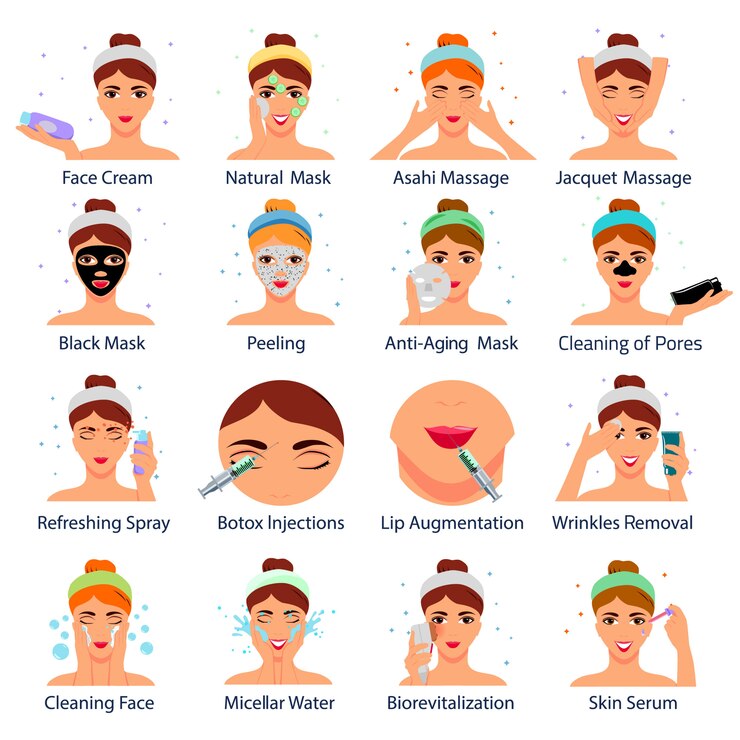 Face Cream
Natural Mask
Asahi Massage
Jacquet Massage
Black Mask
Peeling
Anti-Aging Mask
Cleaning of Pores
Refreshing Spray
Botox Injections
Lip Augmentation
Wrinkles Removal
Cleaning Face
Micellar Water
Biorevitalization
Skin Serum